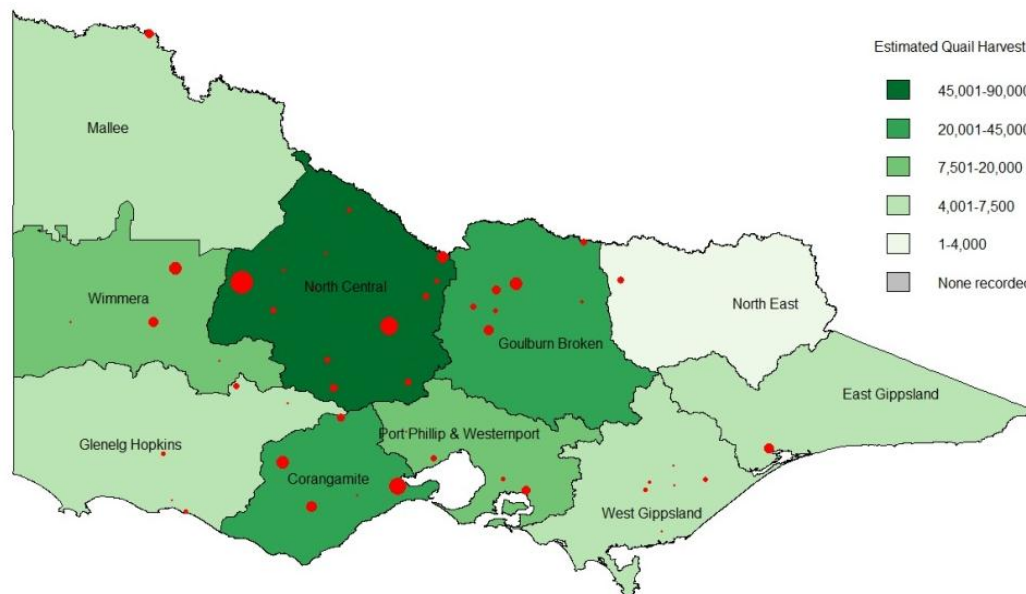 Estimated Quail Harvest
45,001-90,000
20,001-45,000
7,501-20,000
4,001-7,500
1-4,000
None recorded
Mallee
Wimmera
North Central
North East
Goulburn Broken
East Gippsland
Glenelg Hopkins
Port Phillip & Westernport
Corangamite
West Gippsland